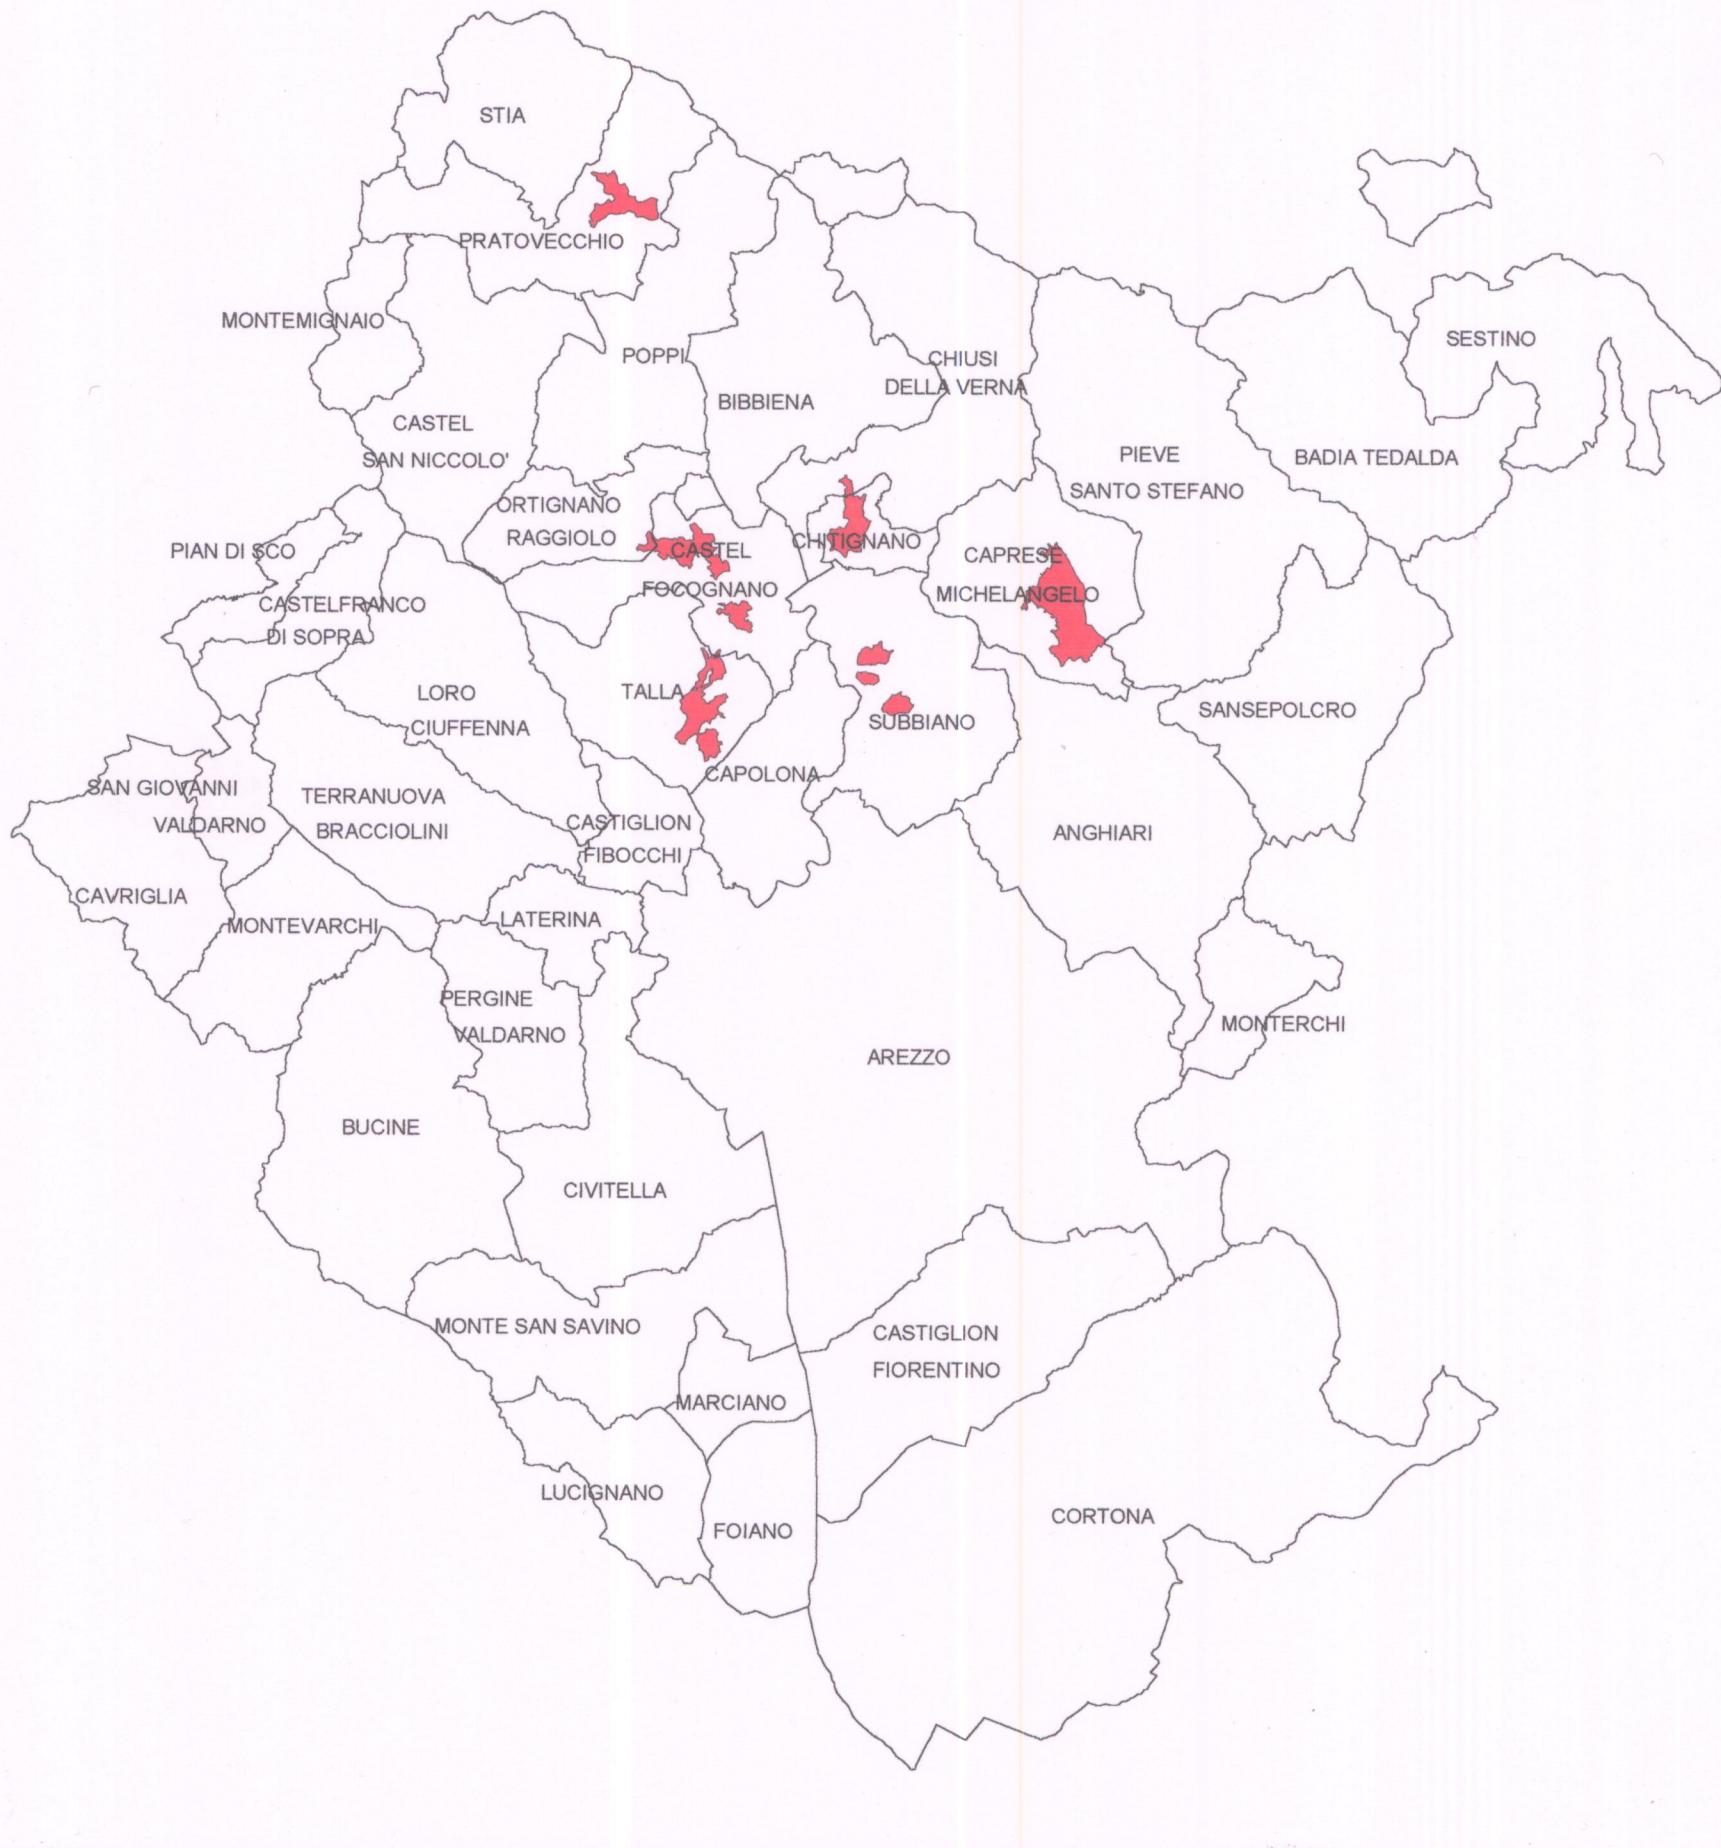 STIA
PRATOVECCHIO
MONTEMIGNAIO
SESTINO
POPPI
CHIUSI
DELLA VERNA
BIBBIENA
CASTEL
SAN NICCOLO'
PIEVE
SANTO STEFANO
BADIA TEDALDA
ORTIGNANO
RAGGIOLO
PIAN DI SCO
CASTEL
FOCOGNANO
CHITIGNANO
CAPRESE
MICHELANGELO
CASTELFRANCO
DI SOPRA
LORO
CIUFFENNA
TALLA
SUBBIANO
SANSEPOLCRO
CAPOLONA
SAN GIOVANNI
VALDARNO
TERRANUOVA
BRACCIOLINI
CASTIGLION
FIBOCCHI
ANGHIARI
CAVRIGLIA
MONTEVARCHI
LATERINA
PERGINE
VALDARNO
MONTERCHI
AREZZO
BUCINE
CIVITELLA
MONTE SAN SAVINO
CASTIGLION
FIORENTINO
MARCIANO
LUCIGNANO
FOIANO
CORTONA